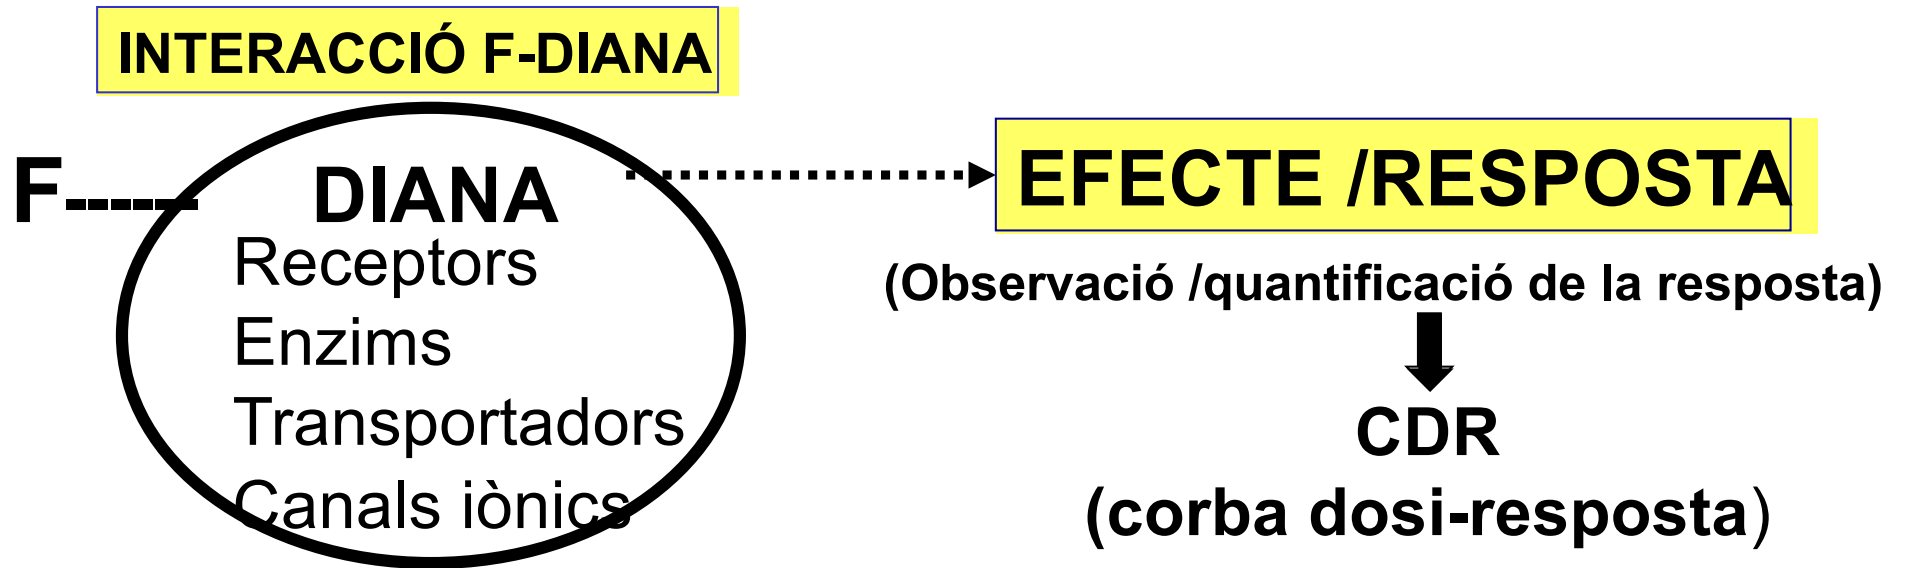 INTERACCIÓ F-DIANA
F------ DIANA
Receptors
Enzims
Transportadors
Canals iònics
EFECTE /RESPOSTA
(Observació /quantificació de la resposta)
CDR
(corba dosi-resposta)